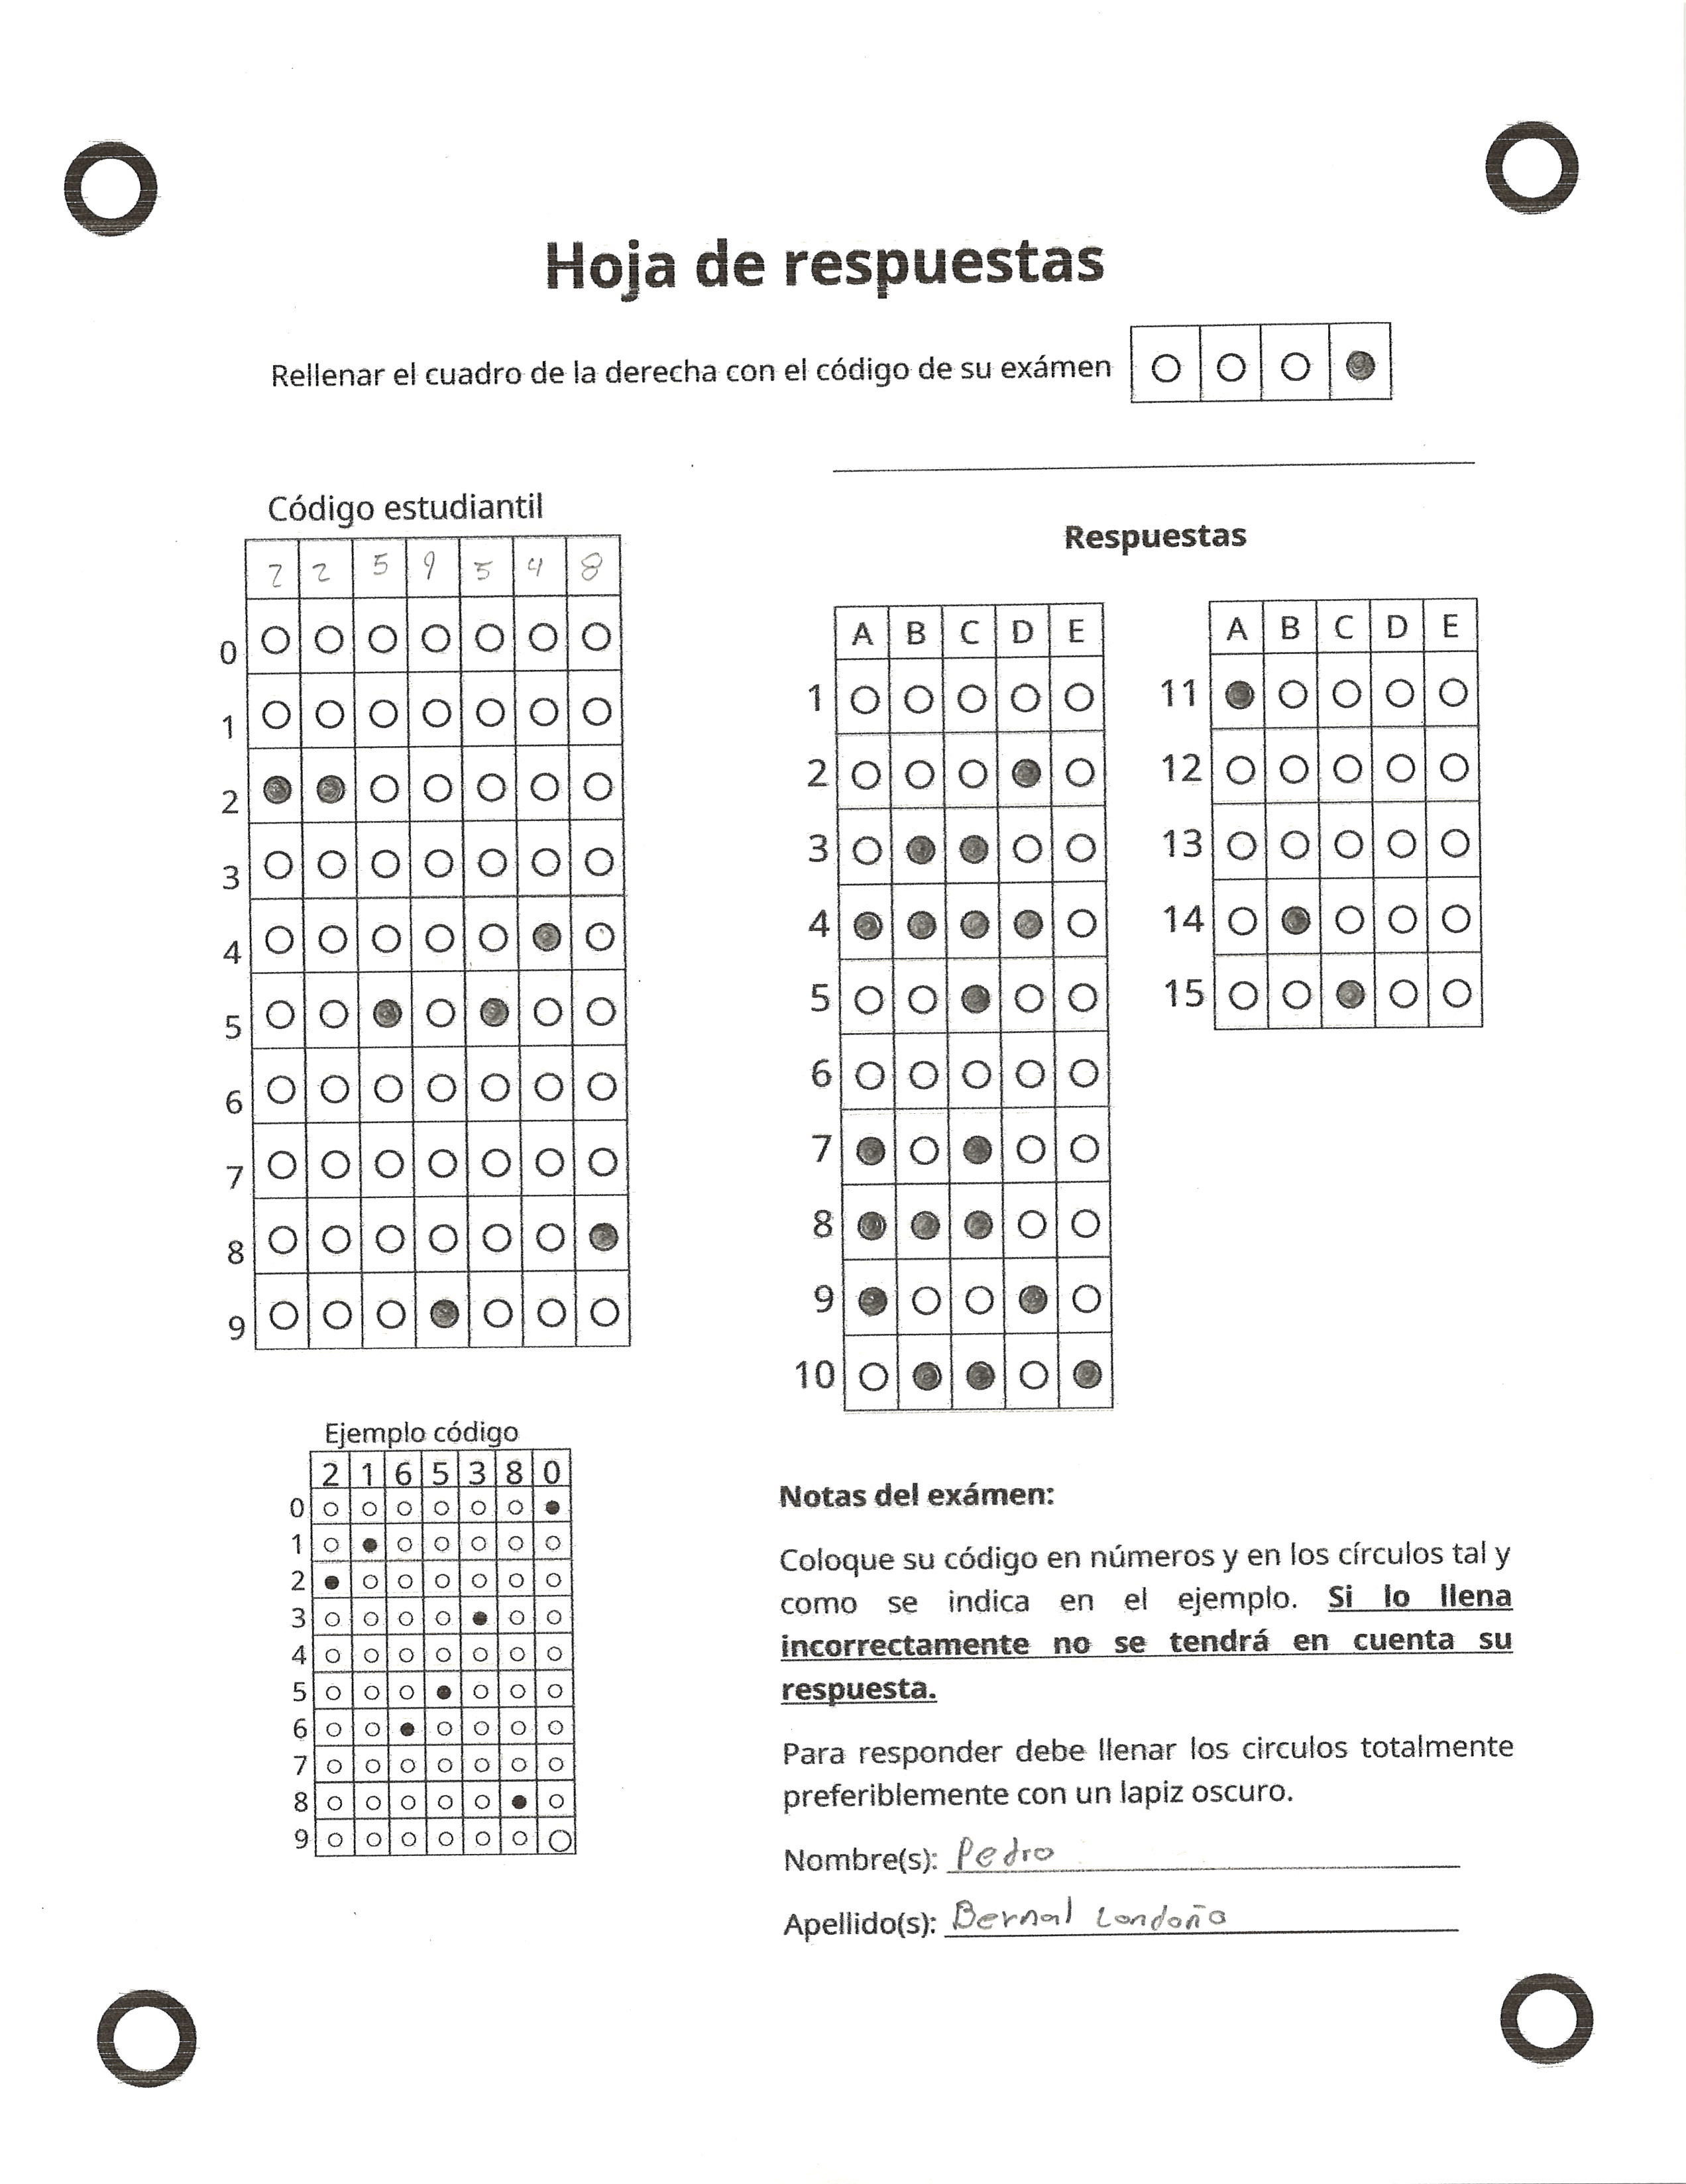 Hoja de respuestas
Rellenar el cuadro de la derecha con el código de su exámen
Código estudiantil
2 2 5 9 5 4 8
0
1
2
3
4
5
6
7
8
9
Respuestas
A B C D E
1
2
3
4
5
6
7
8
9
10
A B C D E
11
12
13
14
15
Ejemplo código
2 1 6 5 3 8 0
0
1
2
3
4
5
6
7
8
9
Notas del exámen:
Coloque su código en números y en los círculos tal y
como se indica en el ejemplo. Si lo llena
incorrectamente no se tendrá en cuenta su
respuesta.
Para responder debe llenar los circulos totalmente
preferiblemente con un lapiz oscuro.
Nombre(s): Pedro
Apellido(s): Bernal Londoño